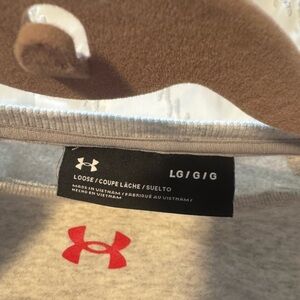 LG / G / G
LOOSE / COUPE LÂCHE / SUELTO
MADE IN VIETNAM / FABRIQUÉ AU VIETNAM /
HECHO EN VIETNAM